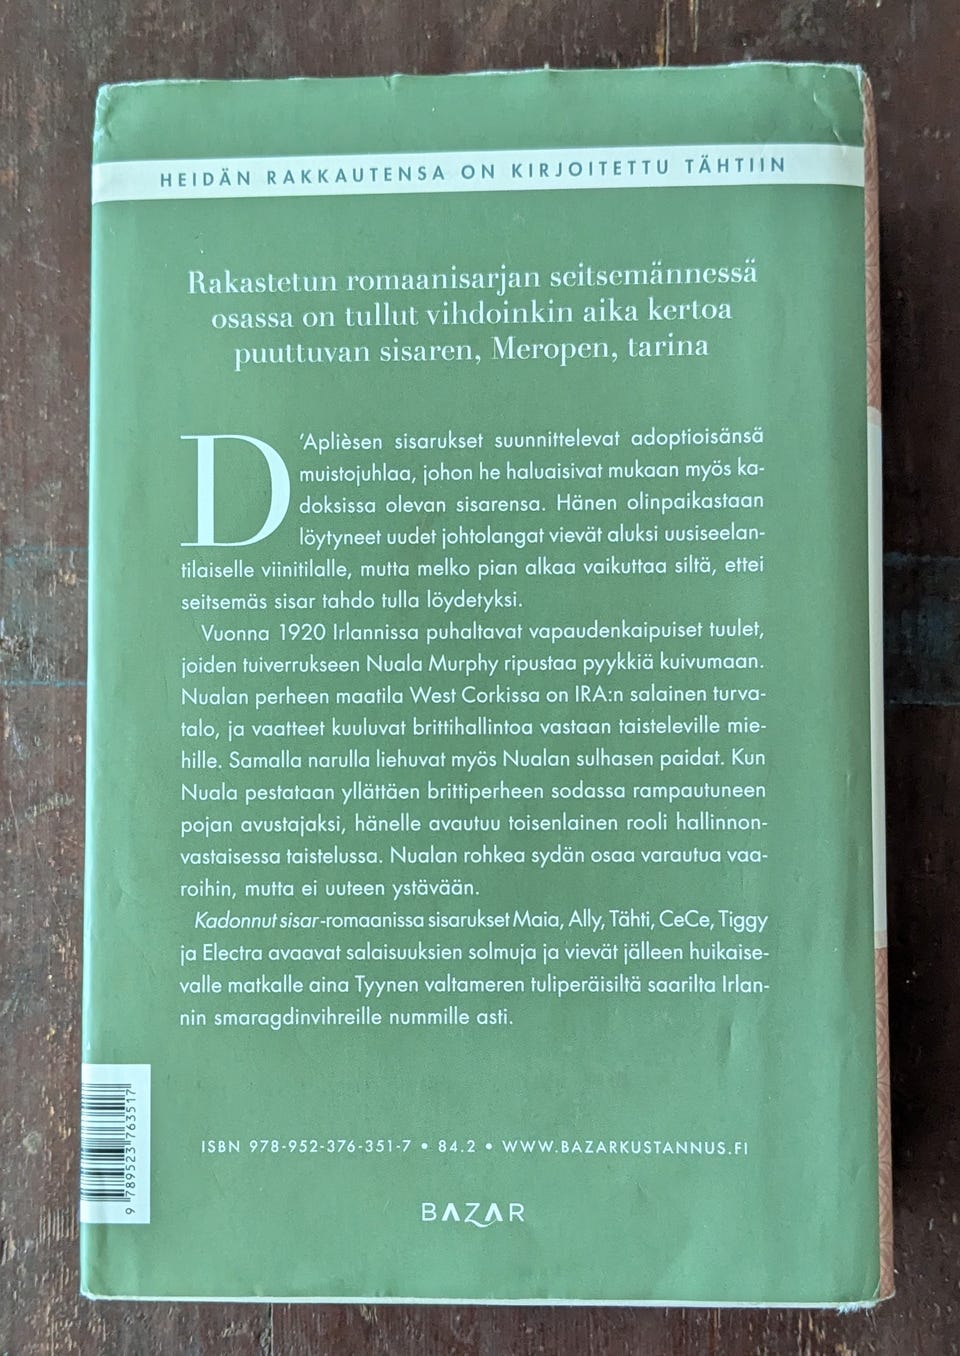 HEIDÄN RAKKAUTENSA ON KIRJOITETTU TÄHTIIN
Rakastetun romaanisarjan seitsemännessä
osassa on tullut vihdoinkin aika kertoa
puuttuvan sisaren, Meropen, tarina
D’Aplièsen sisarukset suunnittelevat adoptioisänsä
muistojuhlaa, johon he haluaisivat mukaan myös ka-
doksissa olevan sisarensa. Hänen olinpaikastaan
löytyneet uudet johtolangat vievät aluksi uusiseelan-
tilaiselle viinitilalle, mutta melko pian alkaa vaikuttaa siltä, ettei
seitsemäs sisar tahdo tulla löydetyksi.
Vuonna 1920 Irlannissa puhaltavat vapaudenkaipuiset tuulet,
joiden tuiverrukseen Nuala Murphy ripustaa pyykkiä kuivumaan.
Nualan perheen maatila West Corkissa on IRA:n salainen turva-
talo, ja vaatteet kuuluvat brittihallintoa vastaan taisteleville mie-
hille. Samalla narulla liehuvat myös Nualan sulhasen paidat. Kun
Nuala pestataan yllättäen brittiperheen sodassa rampautuneen
pojan avustajaksi, hänelle avautuu toisenlainen rooli hallinnon-
vastaisessa taistelussa. Nualan rohkea sydän osaa varautua vaa-
roihin, mutta ei uuteen ystävään.
Kadonnut sisar-romaanissa sisarukset Maia, Ally, Tähti, CeCe, Tiggy
ja Electra avaavat salaisuuksien solmuja ja vievät jälleen huikaise-
valle matkalle aina Tyynen valtameren tuliperäisiltä saarilta Irlan-
nin smaragdinvihreille nummille asti.
9 789523 763517
ISBN 978-952-376-351-7 • 84.2 • WWW.BAZARKUSTANNUS.FI
BAZAR